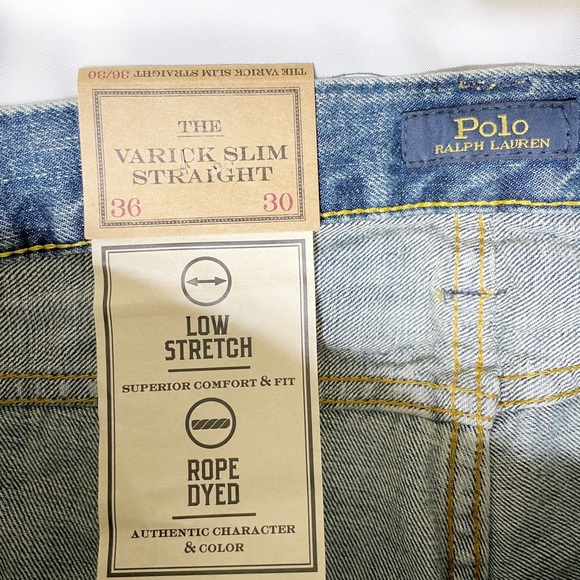 THE VARICK SLIM STRAIGHT 36/30
THE
VARICK SLIM
STRAIGHT
36 30
Polo
RALPH LAUREN
LOW
STRETCH
SUPERIOR COMFORT & FIT
ROPE
DYED
AUTHENTIC CHARACTER
& COLOR